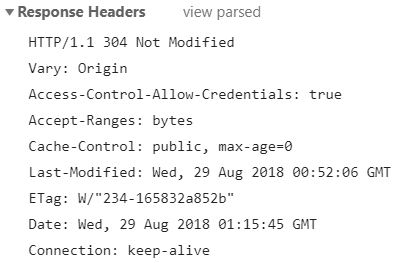 ▼Response Headers view parsed
HTTP/1.1 304 Not Modified
Vary: Origin
Access-Control-Allow-Credentials: true
Accept-Ranges: bytes
Cache-Control: public, max-age=0
Last-Modified: Wed, 29 Aug 2018 00:52:06 GMT
ETag: W/"234-165832a852b"
Date: Wed, 29 Aug 2018 01:15:45 GMT
Connection: keep-alive